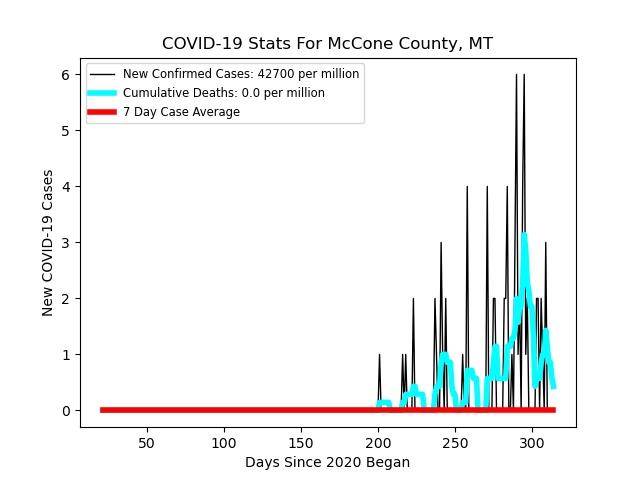 COVID-19 Stats For McCone County, MT
New Confirmed Cases: 42700 per million
Cumulative Deaths: 0.0 per million
7 Day Case Average
6
5
4
3
2
1
0
New COVID-19 Cases
50 100 150 200 250 300
Days Since 2020 Began